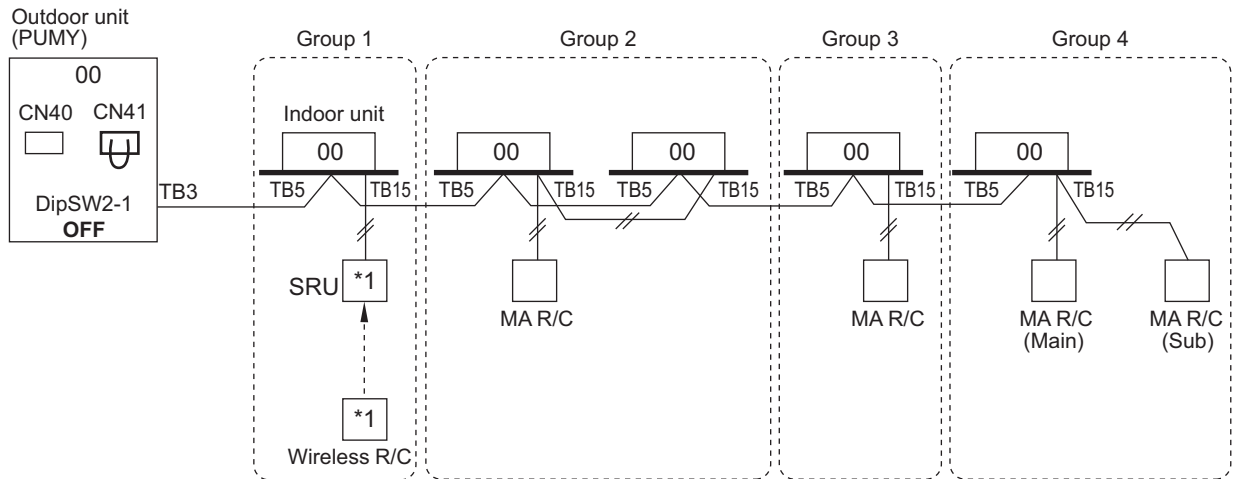 Outdoor unit
(PUMY)
00
CN40 CN41
DipSW2-1
OFF
TB3
Group 1
Indoor unit
00
TB5 TB15
SRU *1
*1
Wireless R/C
Group 2
00 00
TB5 TB15 TB5 TB15
MA R/C
Group 3
00
TB5 TB15
MA R/C
Group 4
00
TB5 TB15
MA R/C
(Main)
MA R/C
(Sub)